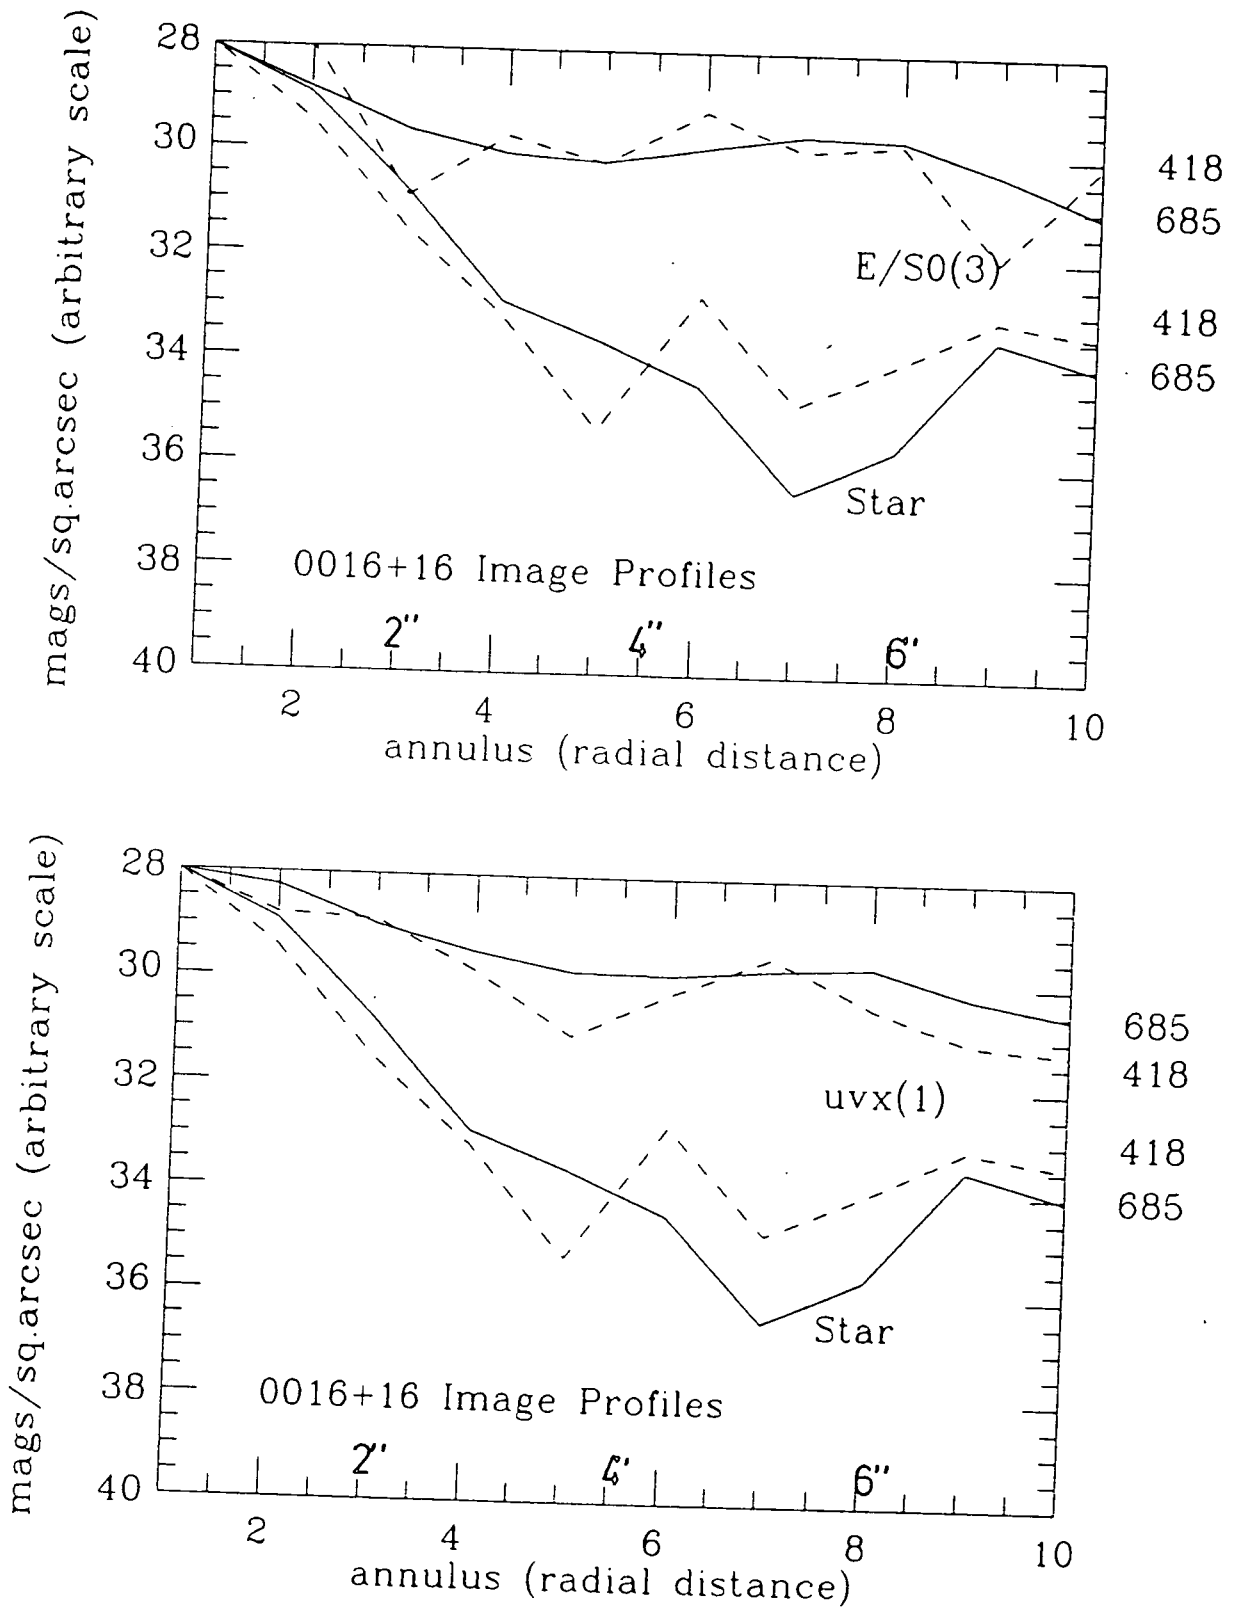 mags/sq.arcsec (arbitrary scale)
28
30
32
34
36
38
40
418
685
E/S0(3)
418
685
Star
0016+16 Image Profiles
2" 4" 6'
2 4 6 8 10
annulus (radial distance)
mags/sq.arcsec (arbitrary scale)
28
30
32
34
36
38
40
685
418
uvx(1)
418
685
Star
0016+16 Image Profiles
2" 4' 6"
2 4 6 8 10
annulus (radial distance)